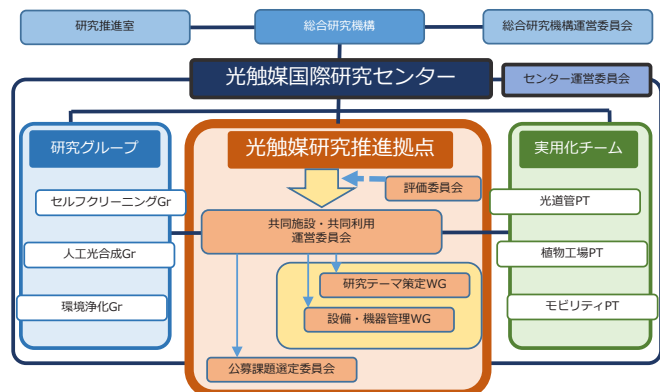 研究推進室
総合研究機構
総合研究機構運営委員会
光触媒国際研究センター
センター運営委員会
研究グループ
光触媒研究推進拠点
実用化チーム
評価委員会
セルフクリーニングGr
光道管PT
共同施設・共同利用
運営委員会
人工光合成Gr
植物工場PT
研究テーマ策定WG
環境浄化Gr
設備・機器管理WG
モビリティPT
公募課題選定委員会